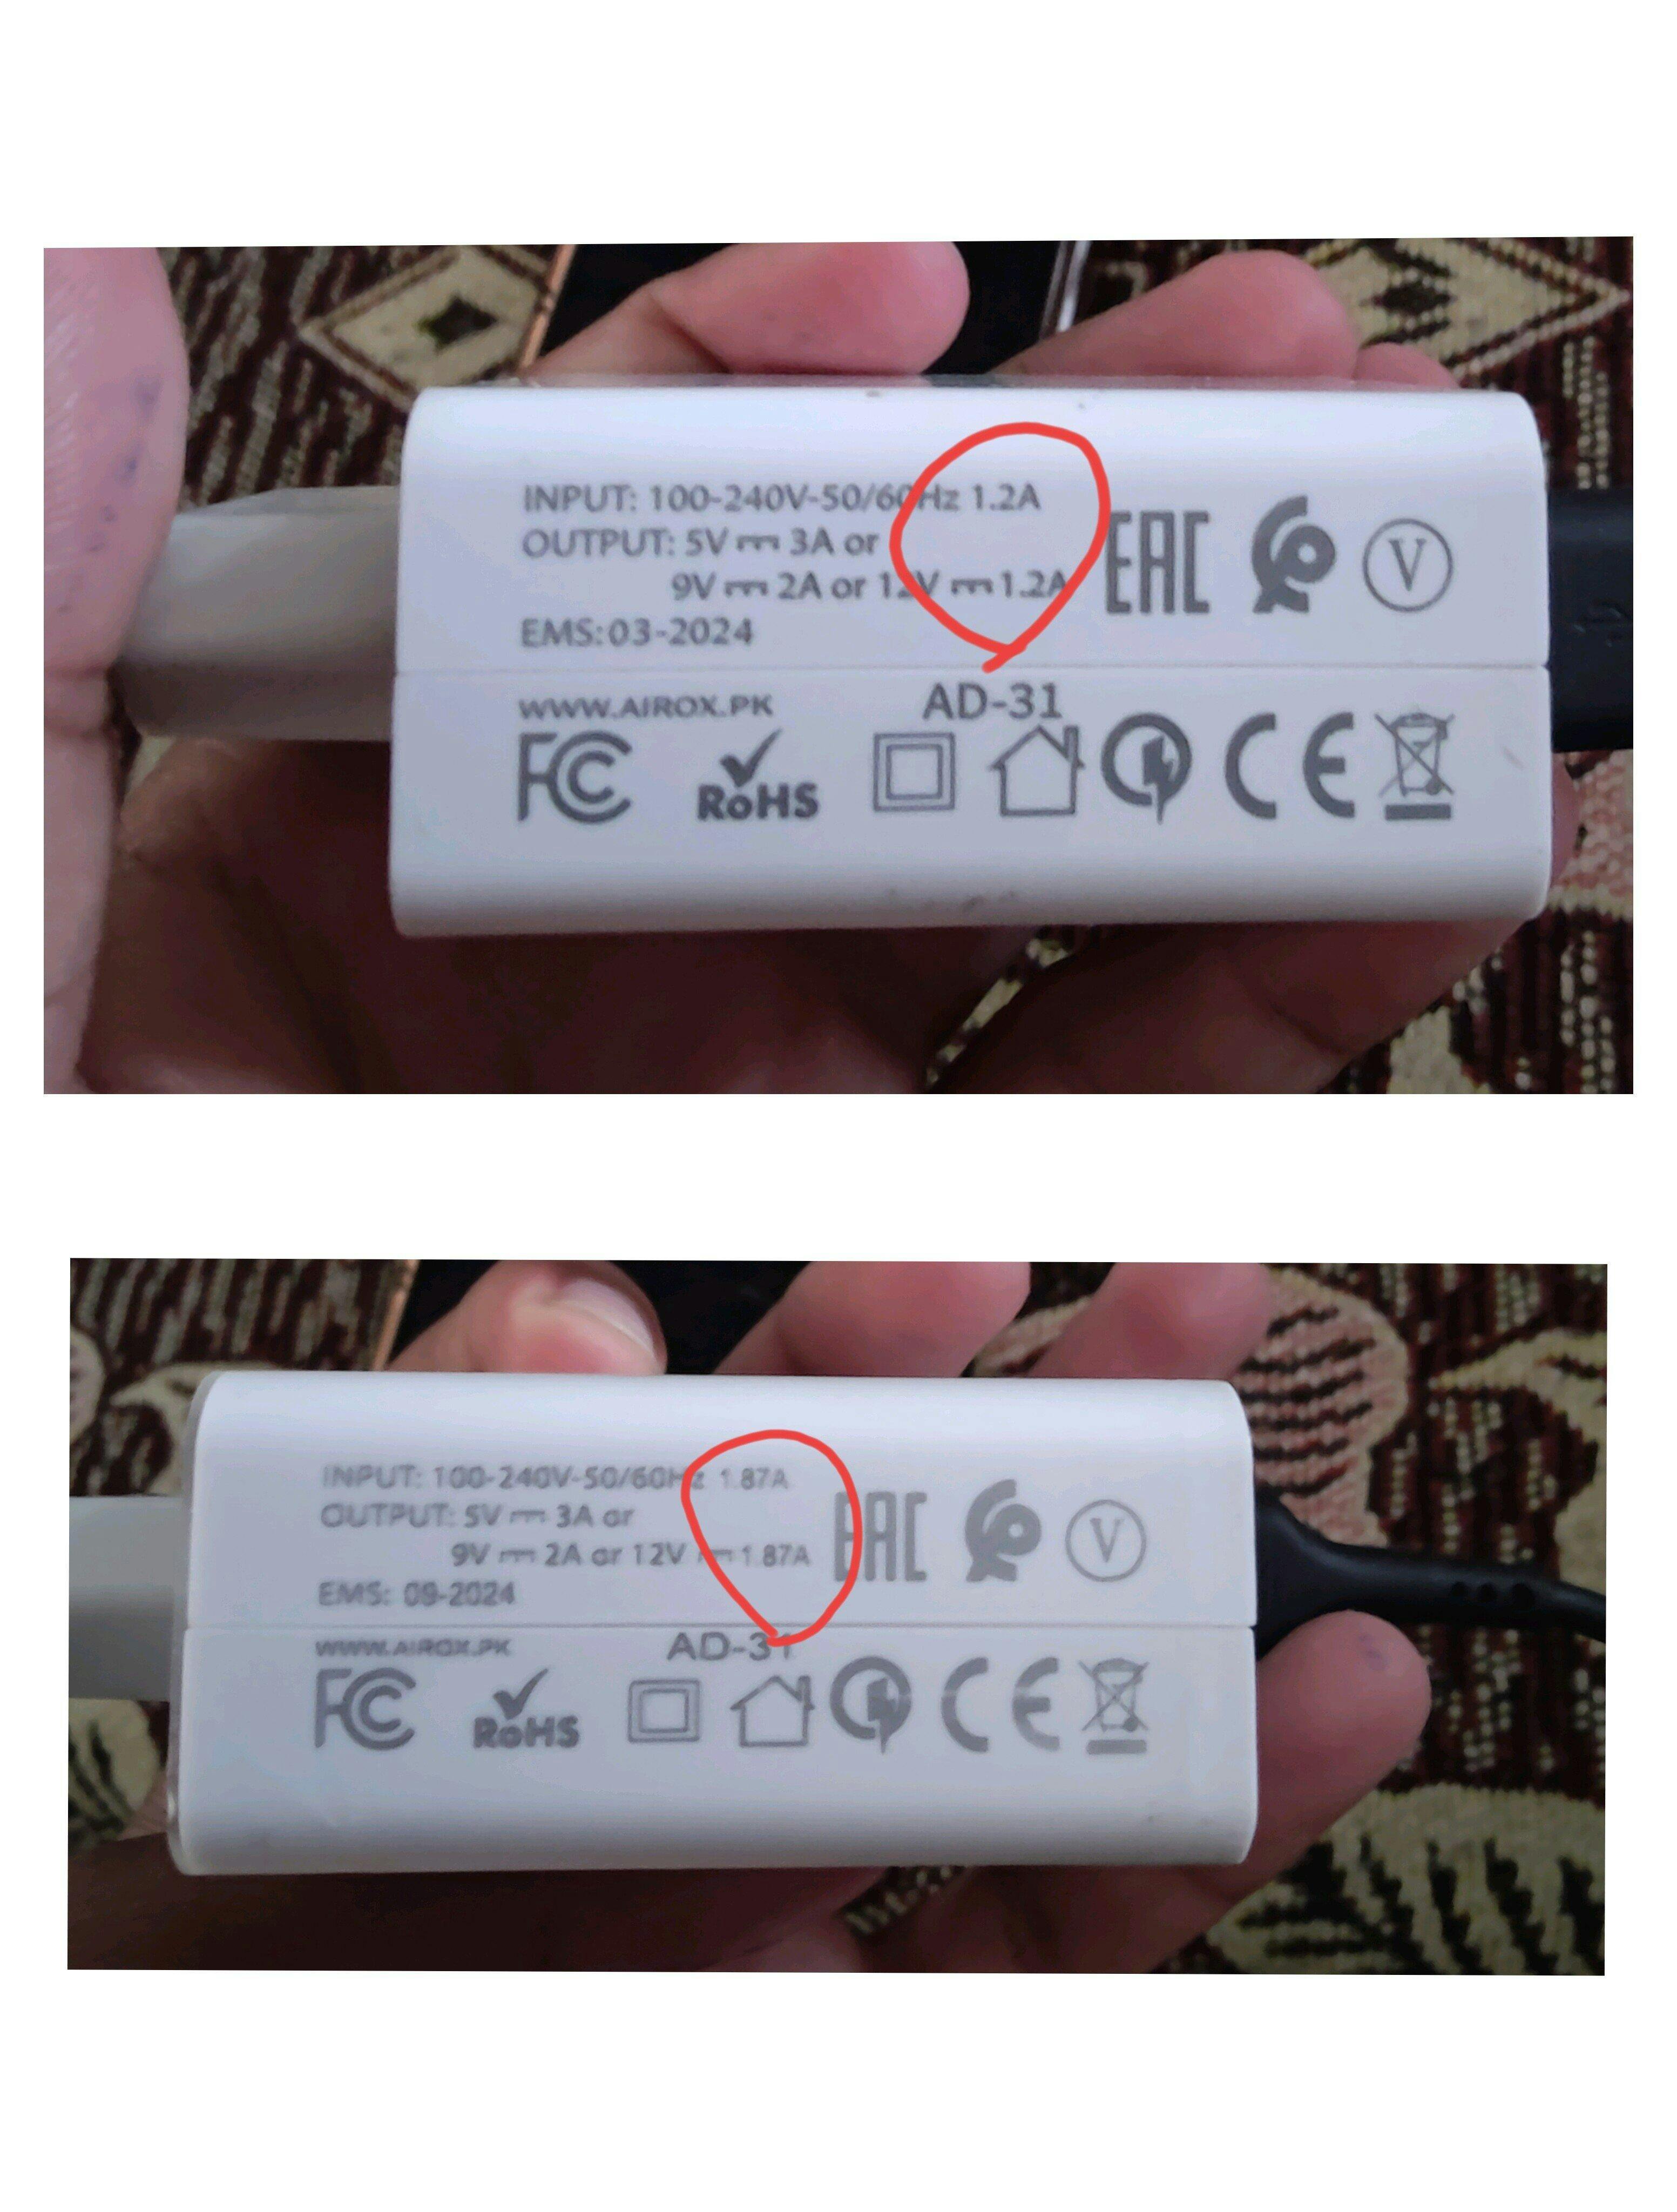 INPUT: 100-240V-50/60Hz 1.2A
OUTPUT: 5V ⎓ 3A or
9V ⎓ 2A or 12V ⎓ 1.2A
EMS:03-2024
EAC
V
WWW.AIROX.PK
AD-31
FC
RoHS
CE
INPUT: 100-240V-50/60Hz 1.87A
OUTPUT: 5V ⎓ 3A or
9V ⎓ 2A or 12V ⎓ 1.87A
EMS: 09-2024
EAC
V
WWW.AIROX.PK
AD-31
FC
RoHS
CE